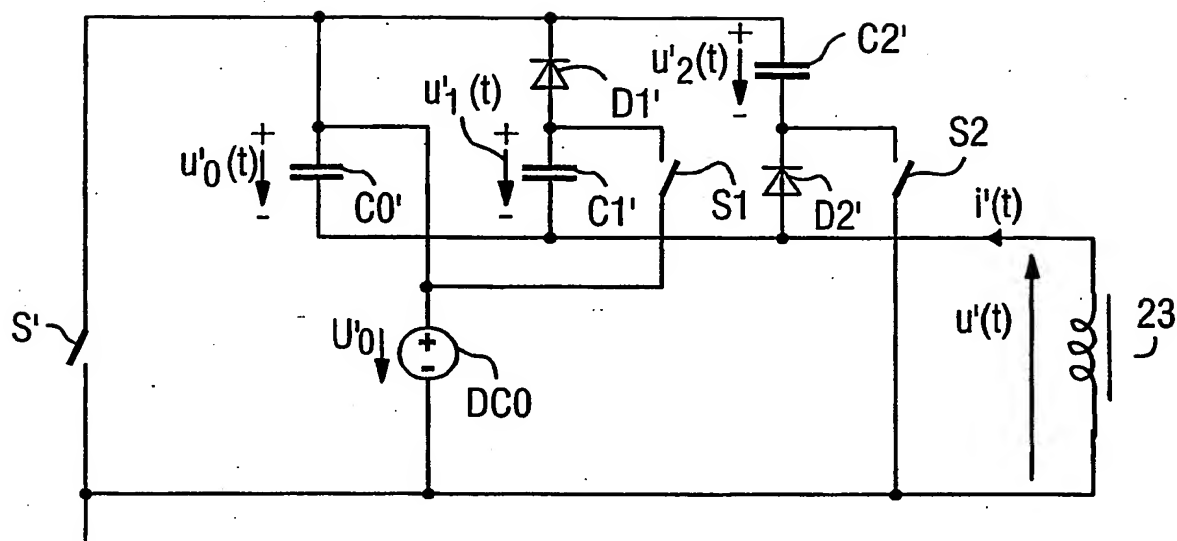 +
C2'
u'2(t)
-
D1'
u'1(t)
+
-
+
u'0(t)
-
C0'
C1'
S1
D2'
S2
i'(t)
S'
U'0
+
-
DC0
u'(t)
23